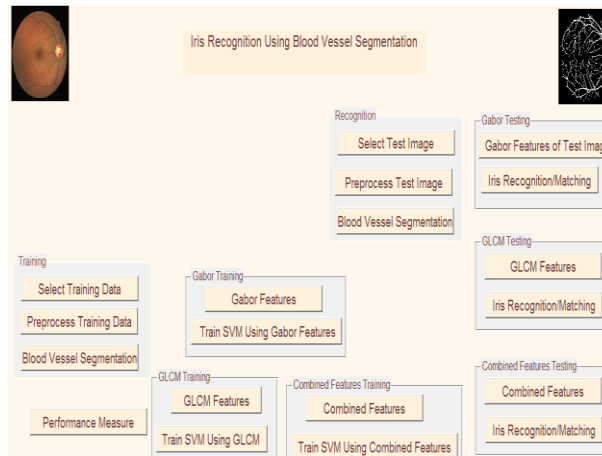 Iris Recognition Using Blood Vessel Segmentation
Recognition
Select Test Image
Preprocess Test Image
Blood Vessel Segmentation
Gabor Testing
Gabor Features of Test Imag
Iris Recognition/Matching
GLCM Testing
GLCM Features
Iris Recognition/Matching
Training
Select Training Data
Preprocess Training Data
Blood Vessel Segmentation
Gabor Training
Gabor Features
Train SVM Using Gabor Features
GLCM Training
GLCM Features
Train SVM Using GLCM
Combined Features Training
Combined Features
Train SVM Using Combined Features
Combined Features Testing
Combined Features
Iris Recognition/Matching
Performance Measure